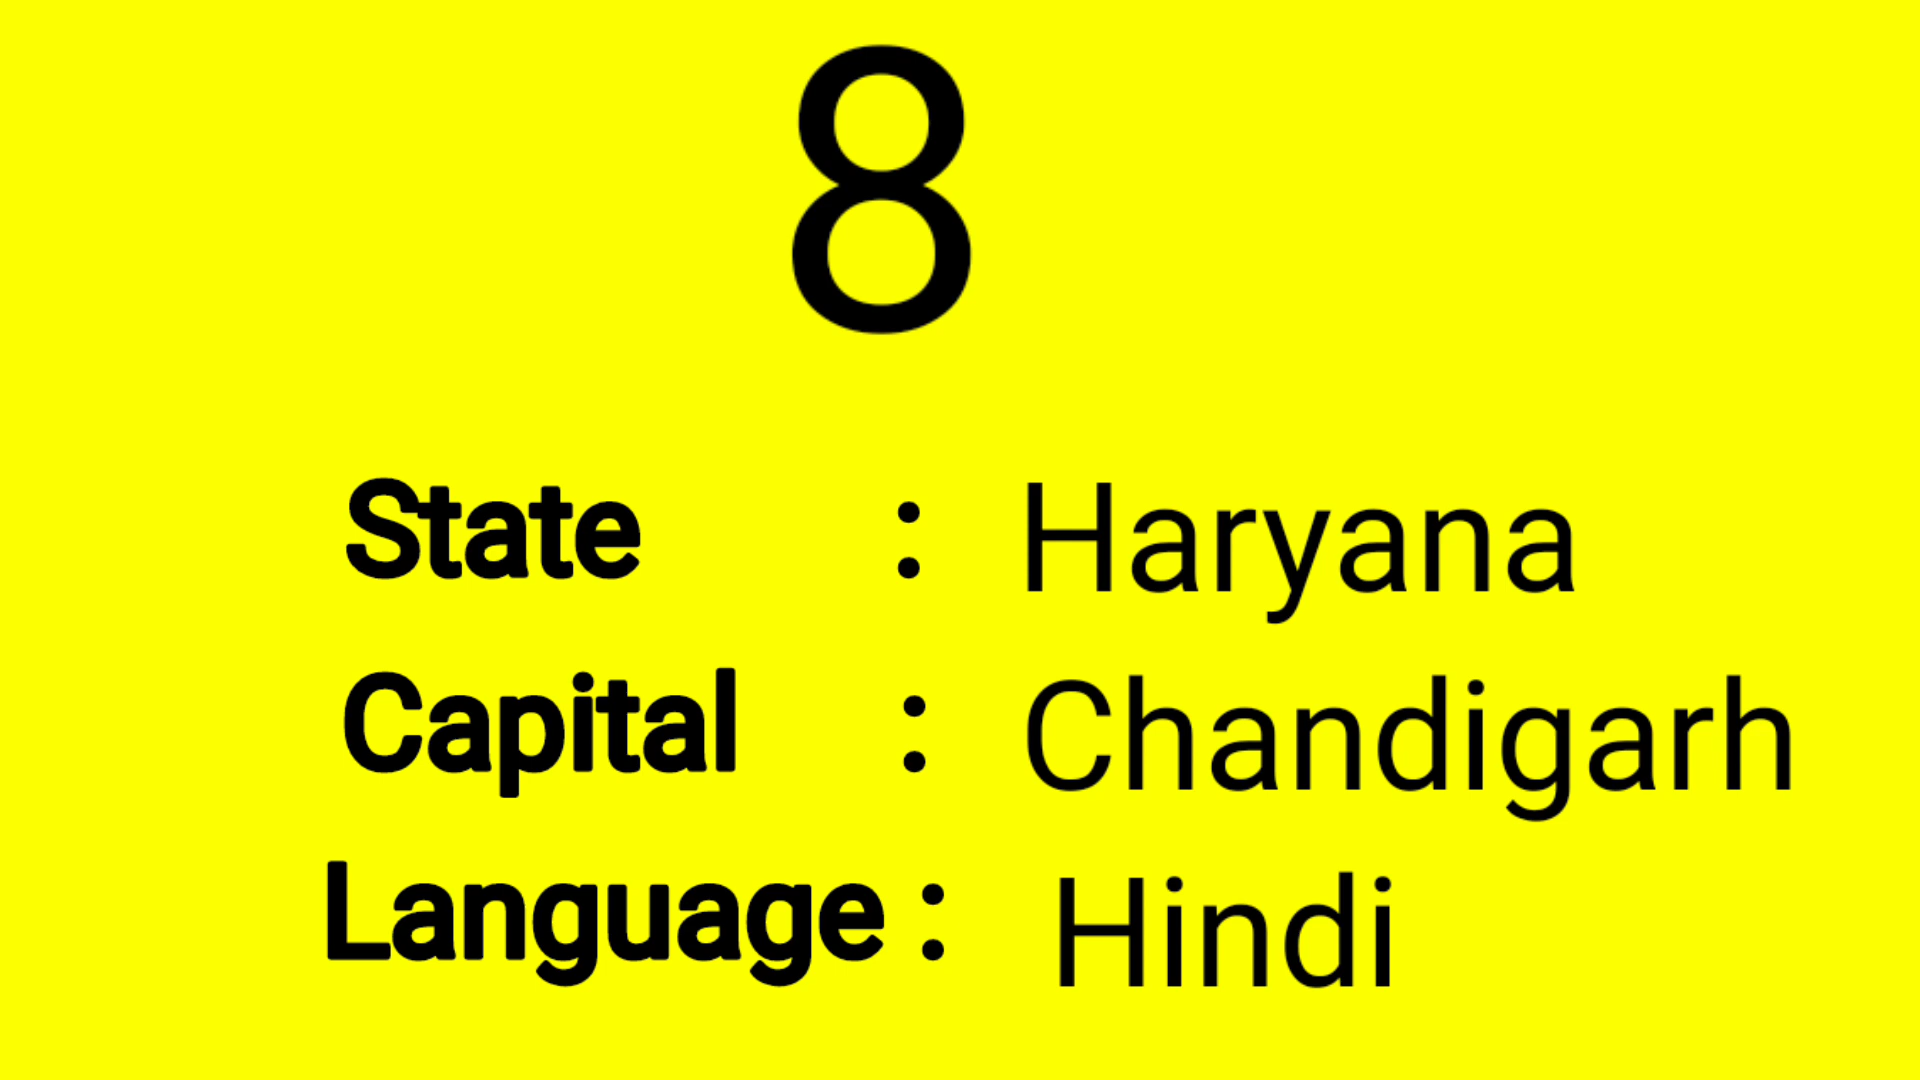 8
State : Haryana
Capital : Chandigarh
Language : Hindi